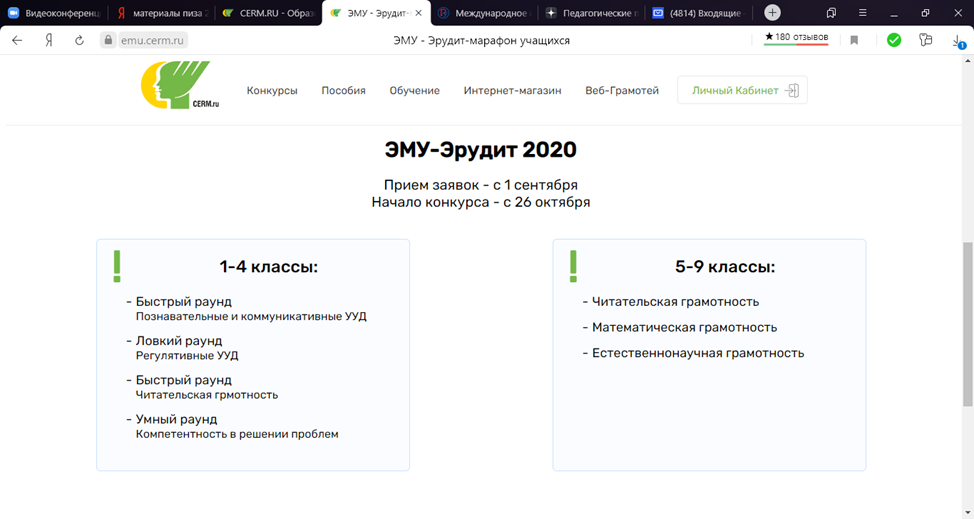 Видеоконференц
материалы пиза 2
CERM.RU - Образ
ЭМУ - Эрудит-
Международное
Педагогические
(4814) Входящие -
emu.cerm.ru
ЭМУ - Эрудит-марафон учащихся
★ 180 отзывов
1
CERM.ru
Конкурсы
Пособия
Обучение
Интернет-магазин
Веб-Грамотей
Личный Кабинет
ЭМУ-Эрудит 2020
Прием заявок - с 1 сентября
Начало конкурса - с 26 октября
! 1-4 классы:
- Быстрый раунд
Познавательные и коммуникативные УУД
- Ловкий раунд
Регулятивные УУД
- Быстрый раунд
Читательская грмотность
- Умный раунд
Компетентность в решении проблем
! 5-9 классы:
- Читательская грамотность
- Математическая грамотность
- Естественнонаучная грамотность